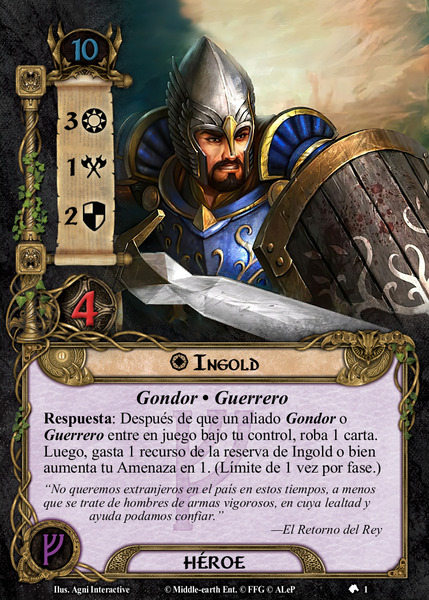 10
3
1
2
4
INGOLD
Gondor • Guerrero
Respuesta: Después de que un aliado Gondor o
Guerrero entre en juego bajo tu control, roba 1 carta.
Luego, gasta 1 recurso de la reserva de Ingold o bien
aumenta tu Amenaza en 1. (Límite de 1 vez por fase.)
“No queremos extranjeros en el país en estos tiempos, a menos
que se trate de hombres de armas vigorosos, en cuya lealtad y
ayuda podamos confiar.”
—El Retorno del Rey
HÉROE
Ilus. Agni Interactive
© Middle-earth Ent. © FFG © ALeP
1